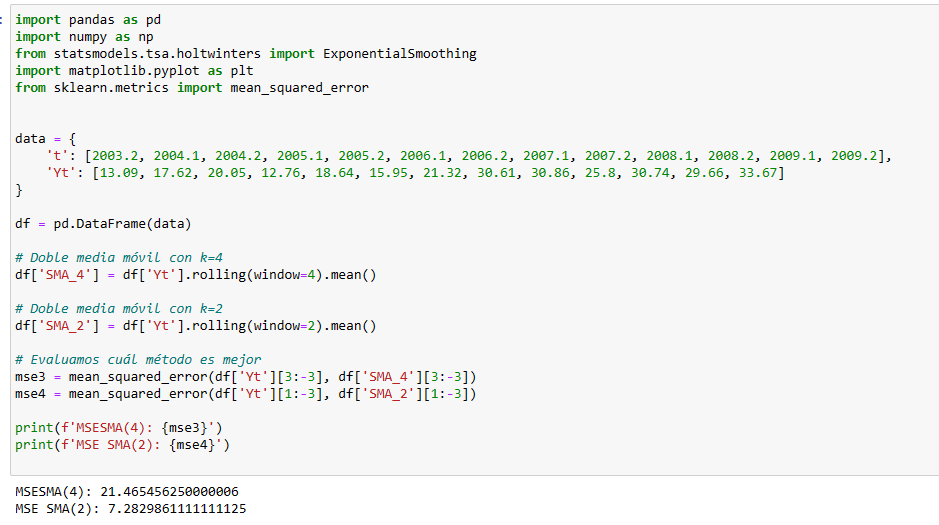 :
import pandas as pd
import numpy as np
from statsmodels.tsa.holtwinters import ExponentialSmoothing
import matplotlib.pyplot as plt
from sklearn.metrics import mean_squared_error
data = {
    't': [2003.2, 2004.1, 2004.2, 2005.1, 2005.2, 2006.1, 2006.2, 2007.1, 2007.2, 2008.1, 2008.2, 2009.1, 2009.2],
    'Yt': [13.09, 17.62, 20.05, 12.76, 18.64, 15.95, 21.32, 30.61, 30.86, 25.8, 30.74, 29.66, 33.67]
}
df = pd.DataFrame(data)
# Doble media móvil con k=4
df['SMA_4'] = df['Yt'].rolling(window=4).mean()
# Doble media móvil con k=2
df['SMA_2'] = df['Yt'].rolling(window=2).mean()
# Evaluamos cuál método es mejor
mse3 = mean_squared_error(df['Yt'][3:-3], df['SMA_4'][3:-3])
mse4 = mean_squared_error(df['Yt'][1:-3], df['SMA_2'][1:-3])
print(f'MSESMA(4): {mse3}')
print(f'MSE SMA(2): {mse4}')
MSESMA(4): 21.465456250000006
MSE SMA(2): 7.2829861111111125